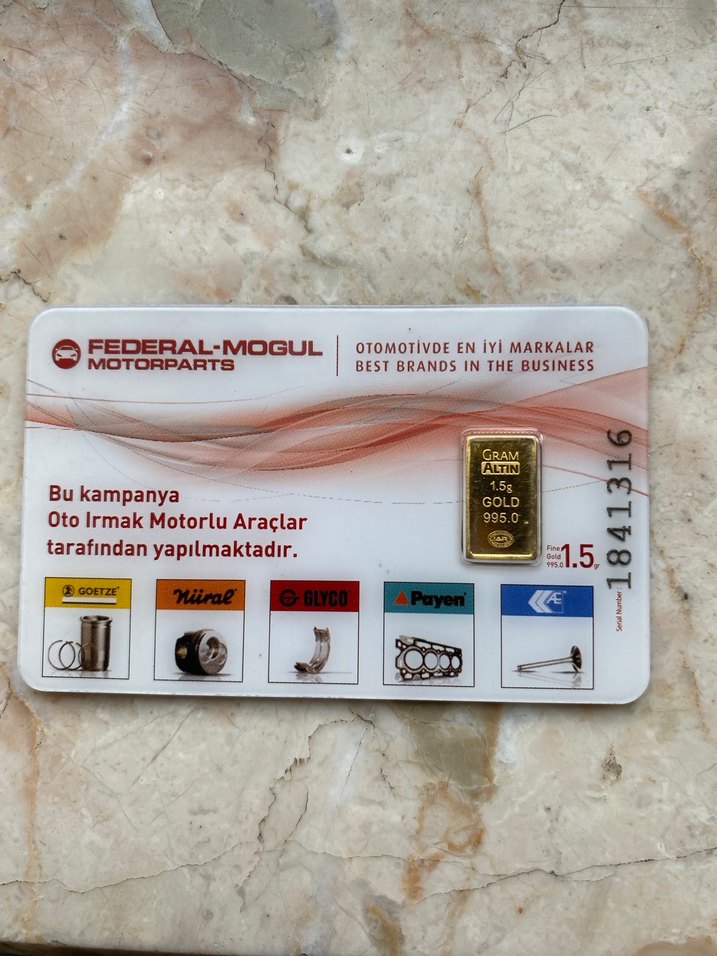 FEDERAL-MOGUL
MOTORPARTS
OTOMOTİVDE EN İYİ MARKALAR
BEST BRANDS IN THE BUSINESS
Bu kampanya
Oto Irmak Motorlu Araçlar
tarafından yapılmaktadır.
GRAM
ALTIN
1.5g
GOLD
995.0
IAR
Fine
Gold
995.0
1.5gr
Serial Number:
1841316
GOETZE
Nüral
GLYCO
Payen
AE